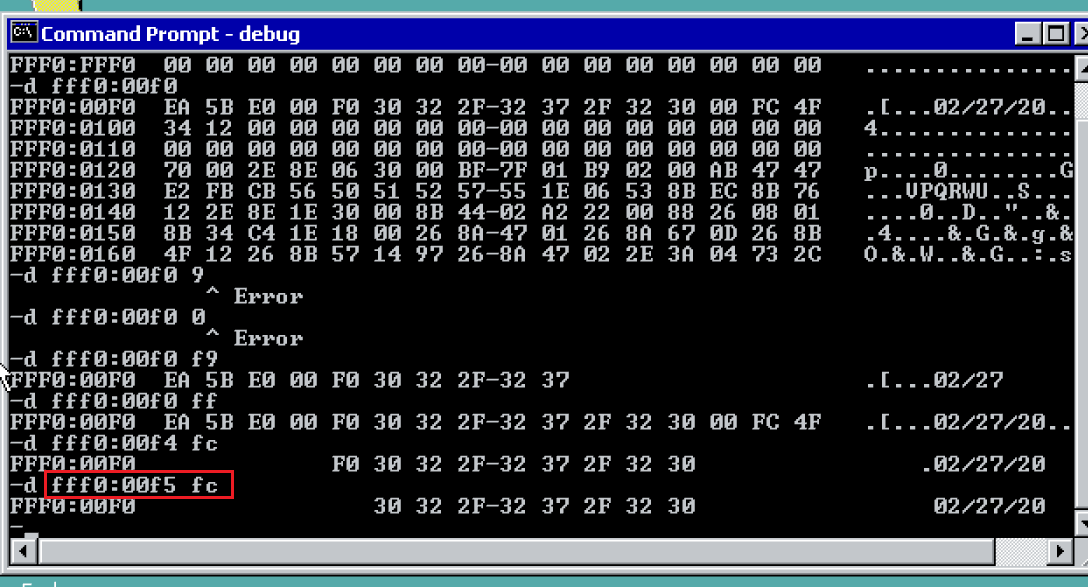 Command Prompt - debug
FFF0:FFF0 00 00 00 00 00 00 00 00-00 00 00 00 00 00 00 00 ................
-d fff0:00f0
FFF0:00F0 EA 5B E0 00 F0 30 32 2F-32 37 2F 32 30 00 FC 4F .[...02/27/20..
FFF0:0100 34 12 00 00 00 00 00 00-00 00 00 00 00 00 00 00 4...............
FFF0:0110 00 00 00 00 00 00 00 00-00 00 00 00 00 00 00 00 ................
FFF0:0120 70 00 2E 8E 06 30 00 BF-7F 01 B9 02 00 AB 47 47 p....0........G
FFF0:0130 E2 FB CB 56 50 51 52 57-55 1E 06 53 8B EC 8B 76 ...VPQRWU..S...
FFF0:0140 12 2E 8E 1E 30 00 8B 44-02 A2 22 00 88 26 08 01 ....0..D.."..&.
FFF0:0150 8B 34 C4 1E 18 00 26 8A-47 01 26 8A 67 0D 26 8B .4....&.G.&.g.&
FFF0:0160 4F 12 26 8B 57 14 97 26-8A 47 02 2E 3A 04 73 2C O.&.W..&.G..:.s
-d fff0:00f0 9
^ Error
-d fff0:00f0 0
^ Error
-d fff0:00f0 f9
FFF0:00F0 EA 5B E0 00 F0 30 32 2F-32 37 .[...02/27
-d fff0:00f0 ff
FFF0:00F0 EA 5B E0 00 F0 30 32 2F-32 37 2F 32 30 00 FC 4F .[...02/27/20..
-d fff0:00f4 fc
FFF0:00F0 F0 30 32 2F-32 37 2F 32 30 .02/27/20
-d fff0:00f5 fc
FFF0:00F0 30 32 2F-32 37 2F 32 30 02/27/20
-